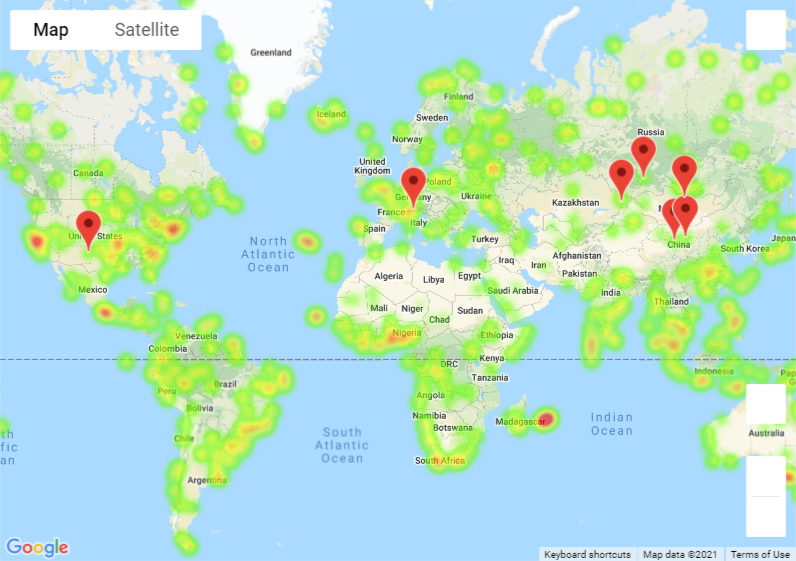 Map
Satellite
Greenland
Iceland
Finland
Sweden
Norway
Russia
Canada
United
Kingdom
Poland
Germany
Ukraine
Kazakhstan
France
Italy
Spain
Turkey
China
South Korea
Japan
North
Atlantic
Ocean
Mexico
Iraq
Iran
Afghanistan
Pakistan
Algeria
Libya
Egypt
Saudi Arabia
India
Thailand
Mali
Niger
Chad
Sudan
Nigeria
Ethiopia
Venezuela
Colombia
DRC
Kenya
Tanzania
Indonesia
Peru
Brazil
Bolivia
Angola
Namibia
Botswana
Madagascar
Indian
Ocean
South
Atlantic
Ocean
Chile
Argentina
South Africa
Australia
Google
Keyboard shortcuts
Map data ©2021
Terms of Use